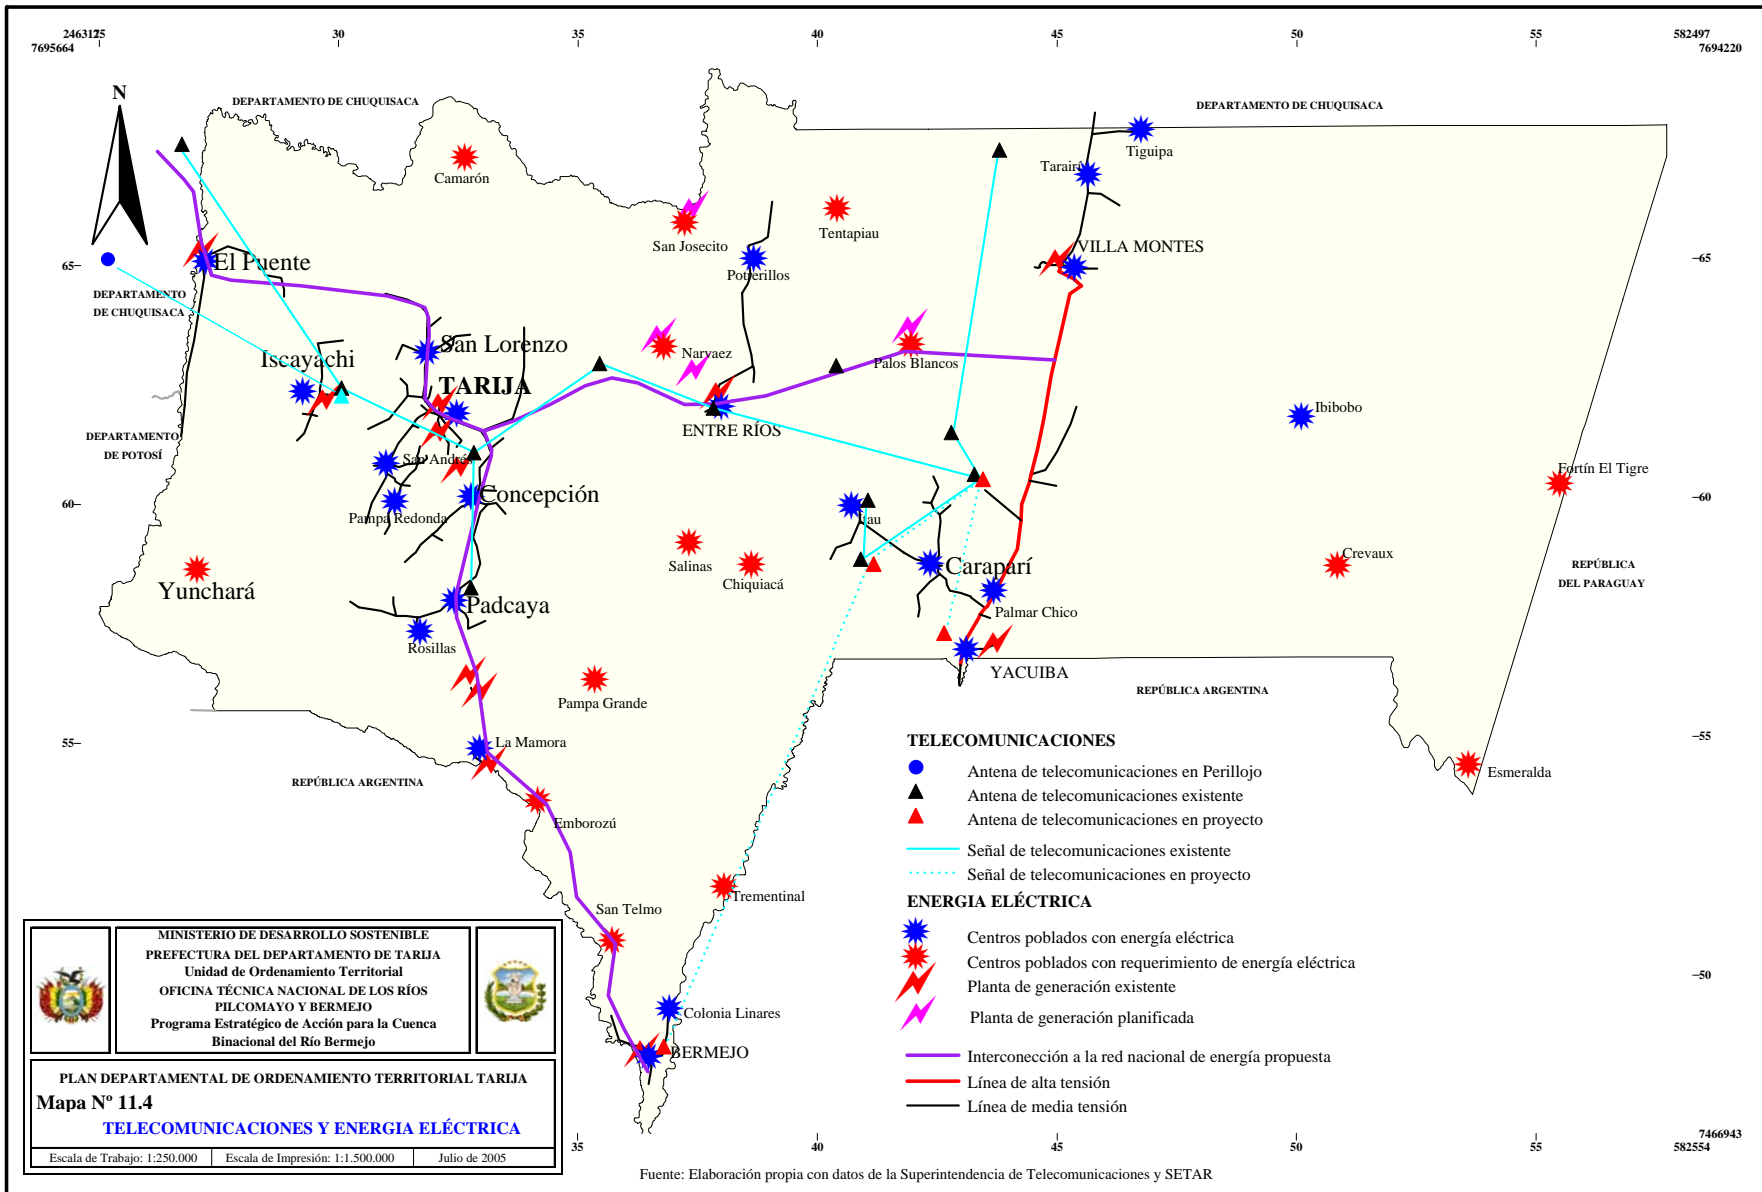 246312
25
30
35
40
45
50
55
582497
7695664
7694220
N
DEPARTAMENTO DE CHUQUISACA
DEPARTAMENTO DE CHUQUISACA
Tiguipa
Tarairí
Camarón
Tentapiau
San Josecito
VILLA MONTES
El Puente
Potrerillos
65
65
DEPARTAMENTO
DE CHUQUISACA
San Lorenzo
Iscayachi
Narvaez
Palos Blancos
TARIJA
Ibibobo
ENTRE RÍOS
DEPARTAMENTO
DE POTOSÍ
San Andrés
Fortín El Tigre
Concepción
60
60
Pampa Redonda
Itau
Crevaux
Salinas
Caraparí
REPÚBLICA
DEL PARAGUAY
Chiquiacá
Yunchará
Padcaya
Palmar Chico
Rosillas
YACUIBA
REPÚBLICA ARGENTINA
Pampa Grande
55
55
La Mamora
Esmeralda
REPÚBLICA ARGENTINA
Emborozú
Trementinal
San Telmo
50
Colonia Linares
BERMEJO
TELECOMUNICACIONES
Antena de telecomunicaciones en Perillojo
Antena de telecomunicaciones existente
Antena de telecomunicaciones en proyecto
Señal de telecomunicaciones existente
Señal de telecomunicaciones en proyecto
ENERGIA ELÉCTRICA
Centros poblados con energía eléctrica
Centros poblados con requerimiento de energía eléctrica
Planta de generación existente
Planta de generación planificada
Interconección a la red nacional de energía propuesta
Línea de alta tensión
Línea de media tensión
MINISTERIO DE DESARROLLO SOSTENIBLE
PREFECTURA DEL DEPARTAMENTO DE TARIJA
Unidad de Ordenamiento Territorial
OFICINA TÉCNICA NACIONAL DE LOS RÍOS
PILCOMAYO Y BERMEJO
Programa Estratégico de Acción para la Cuenca
Binacional del Río Bermejo
PLAN DEPARTAMENTAL DE ORDENAMIENTO TERRITORIAL TARIJA
Mapa Nº 11.4
TELECOMUNICACIONES Y ENERGIA ELÉCTRICA
Escala de Trabajo: 1:250.000
Escala de Impresión: 1:1.500.000
Julio de 2005
35
40
45
50
55
7466943
582554
Fuente: Elaboración propia con datos de la Superintendencia de Telecomunicaciones y SETAR